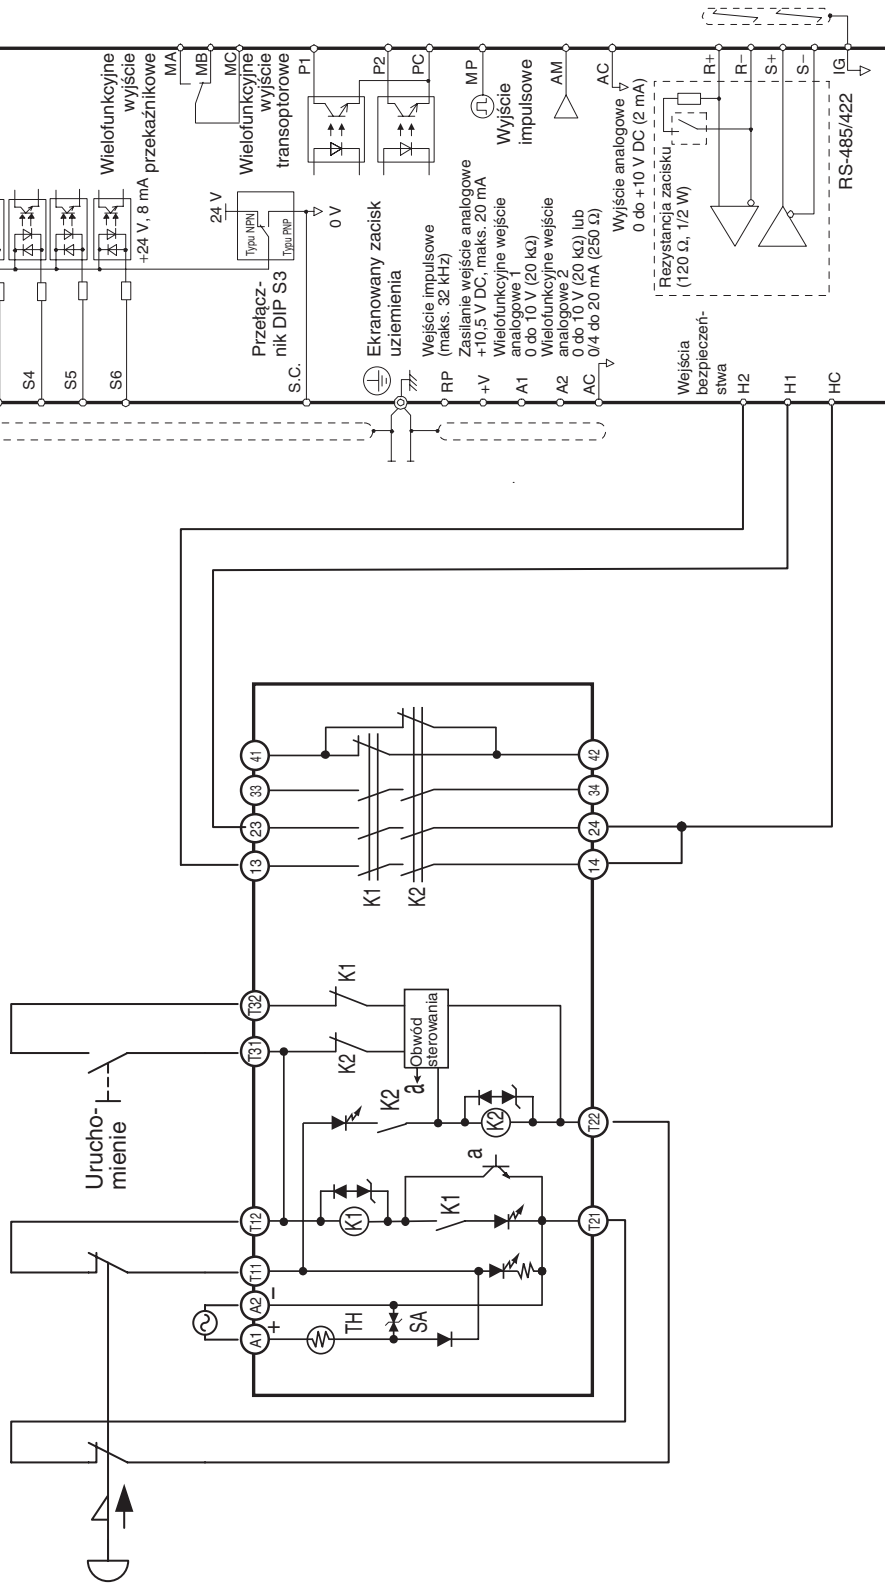 MA
MB
MC
Wielofunkcyjne
wyjście
przekaźnikowe
Wielofunkcyjne
wyjście
transoptorowe
P1
P2
PC
MP
Wyjście
impulsowe
AM
AC
Wyjście analogowe
0 do +10 V DC (2 mA)
R+
R−
S+
S−
IG
Rezystancja zacisku
(120 Ω, 1/2 W)
RS-485/422
+24 V, 8 mA
24 V
Typu NPN
Typu PNP
0 V
Przełącz-
nik DIP S3
S4
S5
S6
S.C.
Ekranowany zacisk
uziemienia
Wejście impulsowe
(maks. 32 kHz)
RP
Zasilanie wejście analogowe
+10,5 V DC, maks. 20 mA
+V
Wielofunkcyjne wejście
analogowe 1
0 do 10 V (20 kΩ)
A1
Wielofunkcyjne wejście
analogowe 2
0 do 10 V (20 kΩ) lub
0/4 do 20 mA (250 Ω)
A2
AC
Wejścia
bezpieczeń-
stwa
H2
H1
HC
41
33
23
13
42
34
24
14
K1
K2
T32
T31
K1
K2
Obwód
sterowania
a
K2
K2
T22
Urucho-
mienie
T12
T11
A2
A1
−
+
K1
K1
a
T21
TH
SA